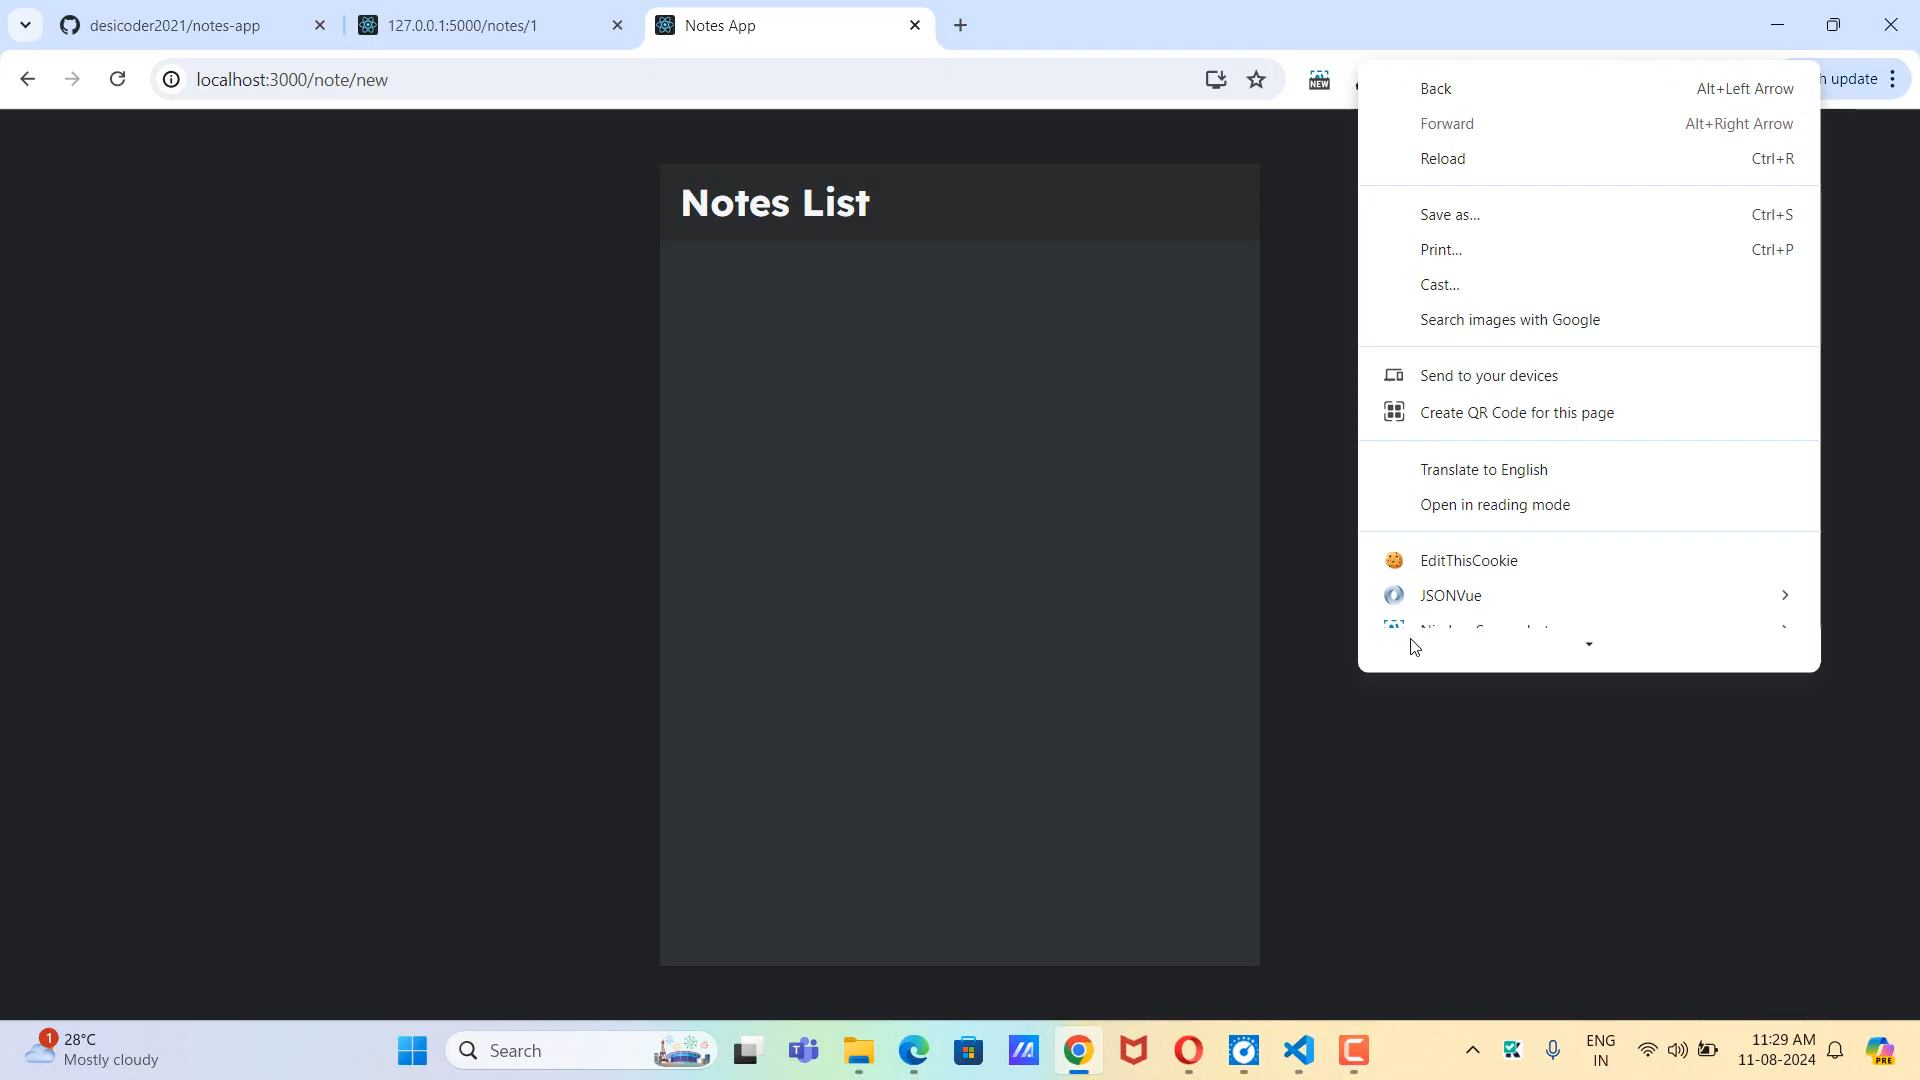 desicoder2021/notes-app
127.0.0.1:5000/notes/1
Notes App
localhost:3000/note/new
NEW
h update
Notes List
Back Alt+Left Arrow
Forward Alt+Right Arrow
Reload Ctrl+R
Save as... Ctrl+S
Print... Ctrl+P
Cast...
Search images with Google
Send to your devices
Create QR Code for this page
Translate to English
Open in reading mode
EditThisCookie
JSONVue
1
28°C
Mostly cloudy
Search
ENG
IN
11:29 AM
11-08-2024
PRE